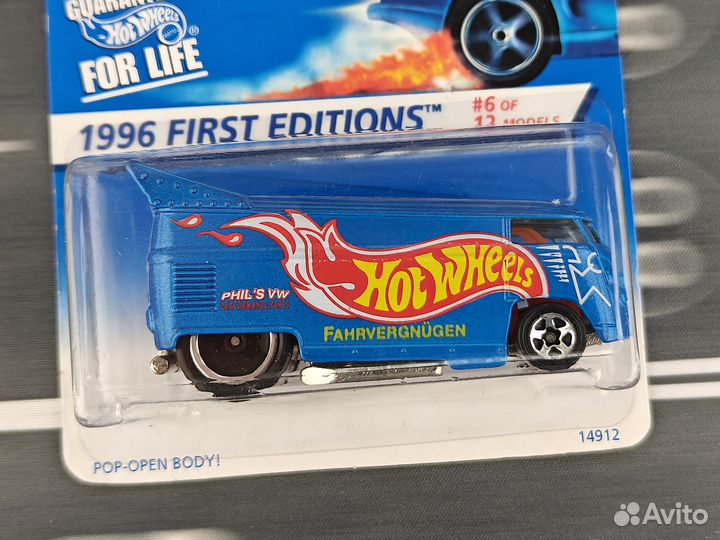 GUARANTEED
Hot Wheels
®
FOR LIFE
1996 FIRST EDITIONS™
#6 OF
12 MODELS
HOT WHEELS
PHIL'S VW
FAHRVERGNÜGEN
14912
POP-OPEN BODY!
Avito